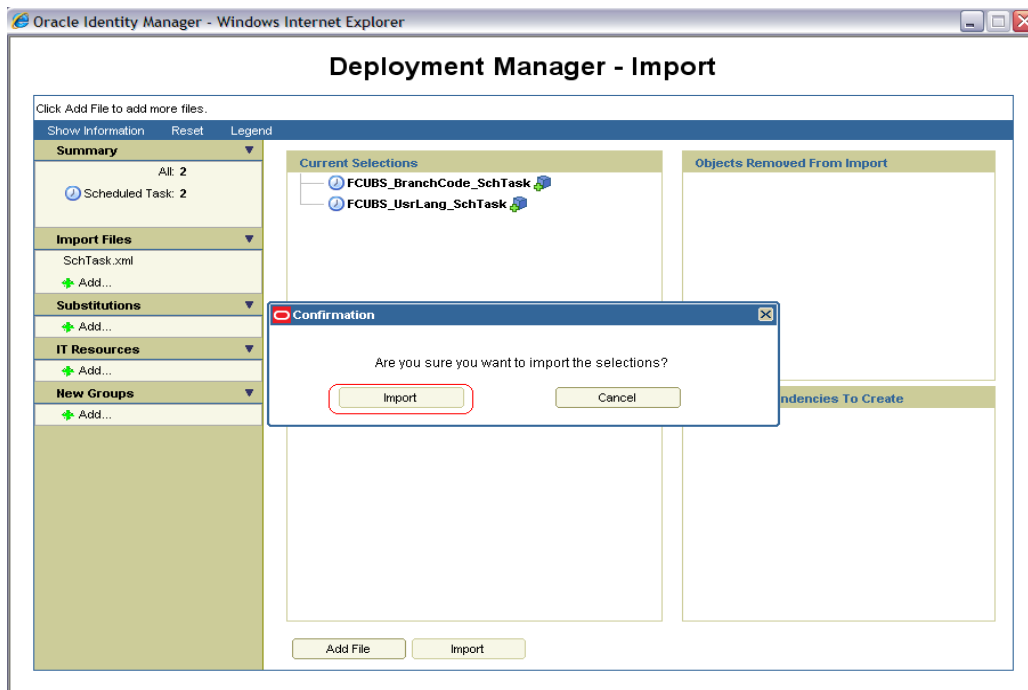 Oracle Identity Manager - Windows Internet Explorer
Deployment Manager - Import
Click Add File to add more files.
Show Information Reset Legend
Summary
All: 2
Scheduled Task: 2
Import Files
SchTask.xml
Add...
Substitutions
Add...
IT Resources
Add...
New Groups
Add...
Current Selections
FCUBS_BranchCode_SchTask
FCUBS_UsrLang_SchTask
Objects Removed From Import
Confirmation
Are you sure you want to import the selections?
Import Cancel
ndencies To Create
Add File Import